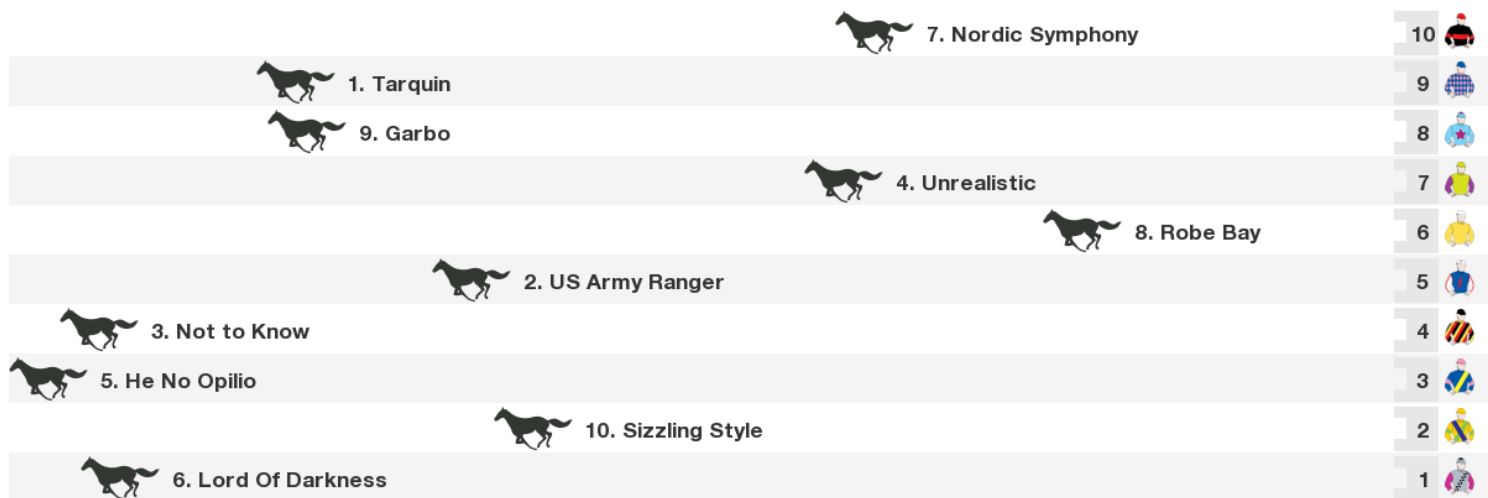 7. Nordic Symphony 10
1. Tarquin 9
9. Garbo 8
4. Unrealistic 7
8. Robe Bay 6
2. US Army Ranger 5
3. Not to Know 4
5. He No Opilio 3
10. Sizzling Style 2
6. Lord Of Darkness 1